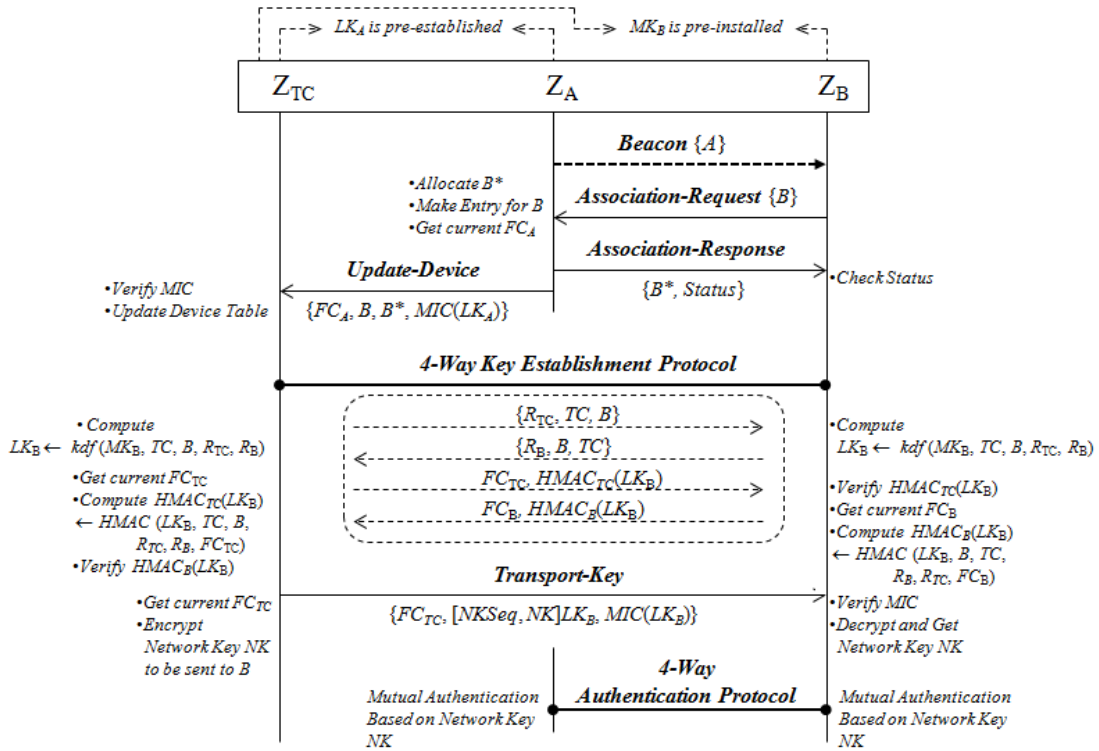 LK_A is pre-established
MK_B is pre-installed
Z_TC
Z_A
Z_B
Beacon {A}
•Allocate B*
•Make Entry for B
•Get current FC_A
Association-Request {B}
Association-Response
{B*, Status}
•Check Status
Update-Device
{FC_A, B, B*, MIC(LK_A)}
•Verify MIC
•Update Device Table
4-Way Key Establishment Protocol
{R_TC, TC, B}
{R_B, B, TC}
FC_TC, HMAC_TC(LK_B)
FC_B, HMAC_B(LK_B)
• Compute
LK_B ← kdf (MK_B, TC, B, R_TC, R_B)
•Get current FC_TC
•Compute HMAC_TC(LK_B)
← HMAC (LK_B, TC, B,
R_TC, R_B, FC_TC)
•Verify HMAC_B(LK_B)
•Compute
LK_B ← kdf (MK_B, TC, B, R_TC, R_B)
•Verify HMAC_TC(LK_B)
•Get current FC_B
•Compute HMAC_B(LK_B)
← HMAC (LK_B, B, TC,
R_B, R_TC, FC_B)
Transport-Key
{FC_TC, [NKSeq, NK]LK_B, MIC(LK_B)}
•Get current FC_TC
•Encrypt
Network Key NK
to be sent to B
•Verify MIC
•Decrypt and Get
Network Key NK
4-Way
Authentication Protocol
Mutual Authentication
Based on Network Key
NK
Mutual Authentication
Based on Network Key
NK